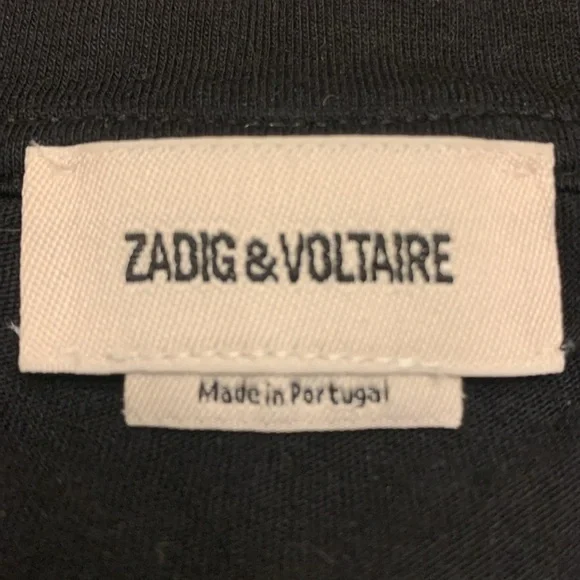 ZADIG & VOLTAIRE
Made in Portugal